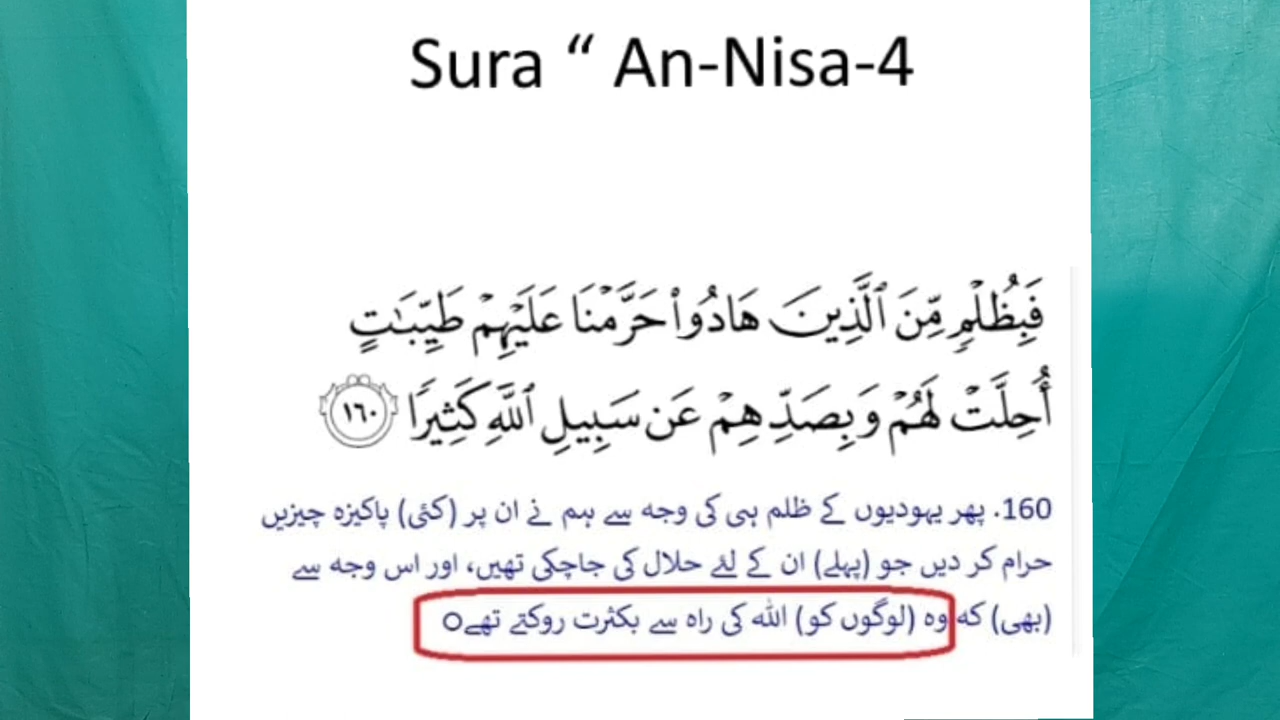 Sura “ An-Nisa-4
فَبِظُلْمٍ مِّنَ ٱلَّذِينَ هَادُوا۟ حَرَّمْنَا عَلَيْهِمْ طَيِّبَٰتٍ
أُحِلَّتْ لَهُمْ وَبِصَدِّهِمْ عَن سَبِيلِ ٱللَّهِ كَثِيرًا ١٦٠
160. پھر یہودیوں کے ظلم ہی کی وجہ سے ہم نے ان پر (کئی) پاکیزہ چیزیں
حرام کر دیں جو (پہلے) ان کے لئے حلال کی جاچکی تھیں، اور اس وجہ سے
(بھی) کہ وہ (لوگوں کو) اللہ کی راہ سے بکثرت روکتے تھےo